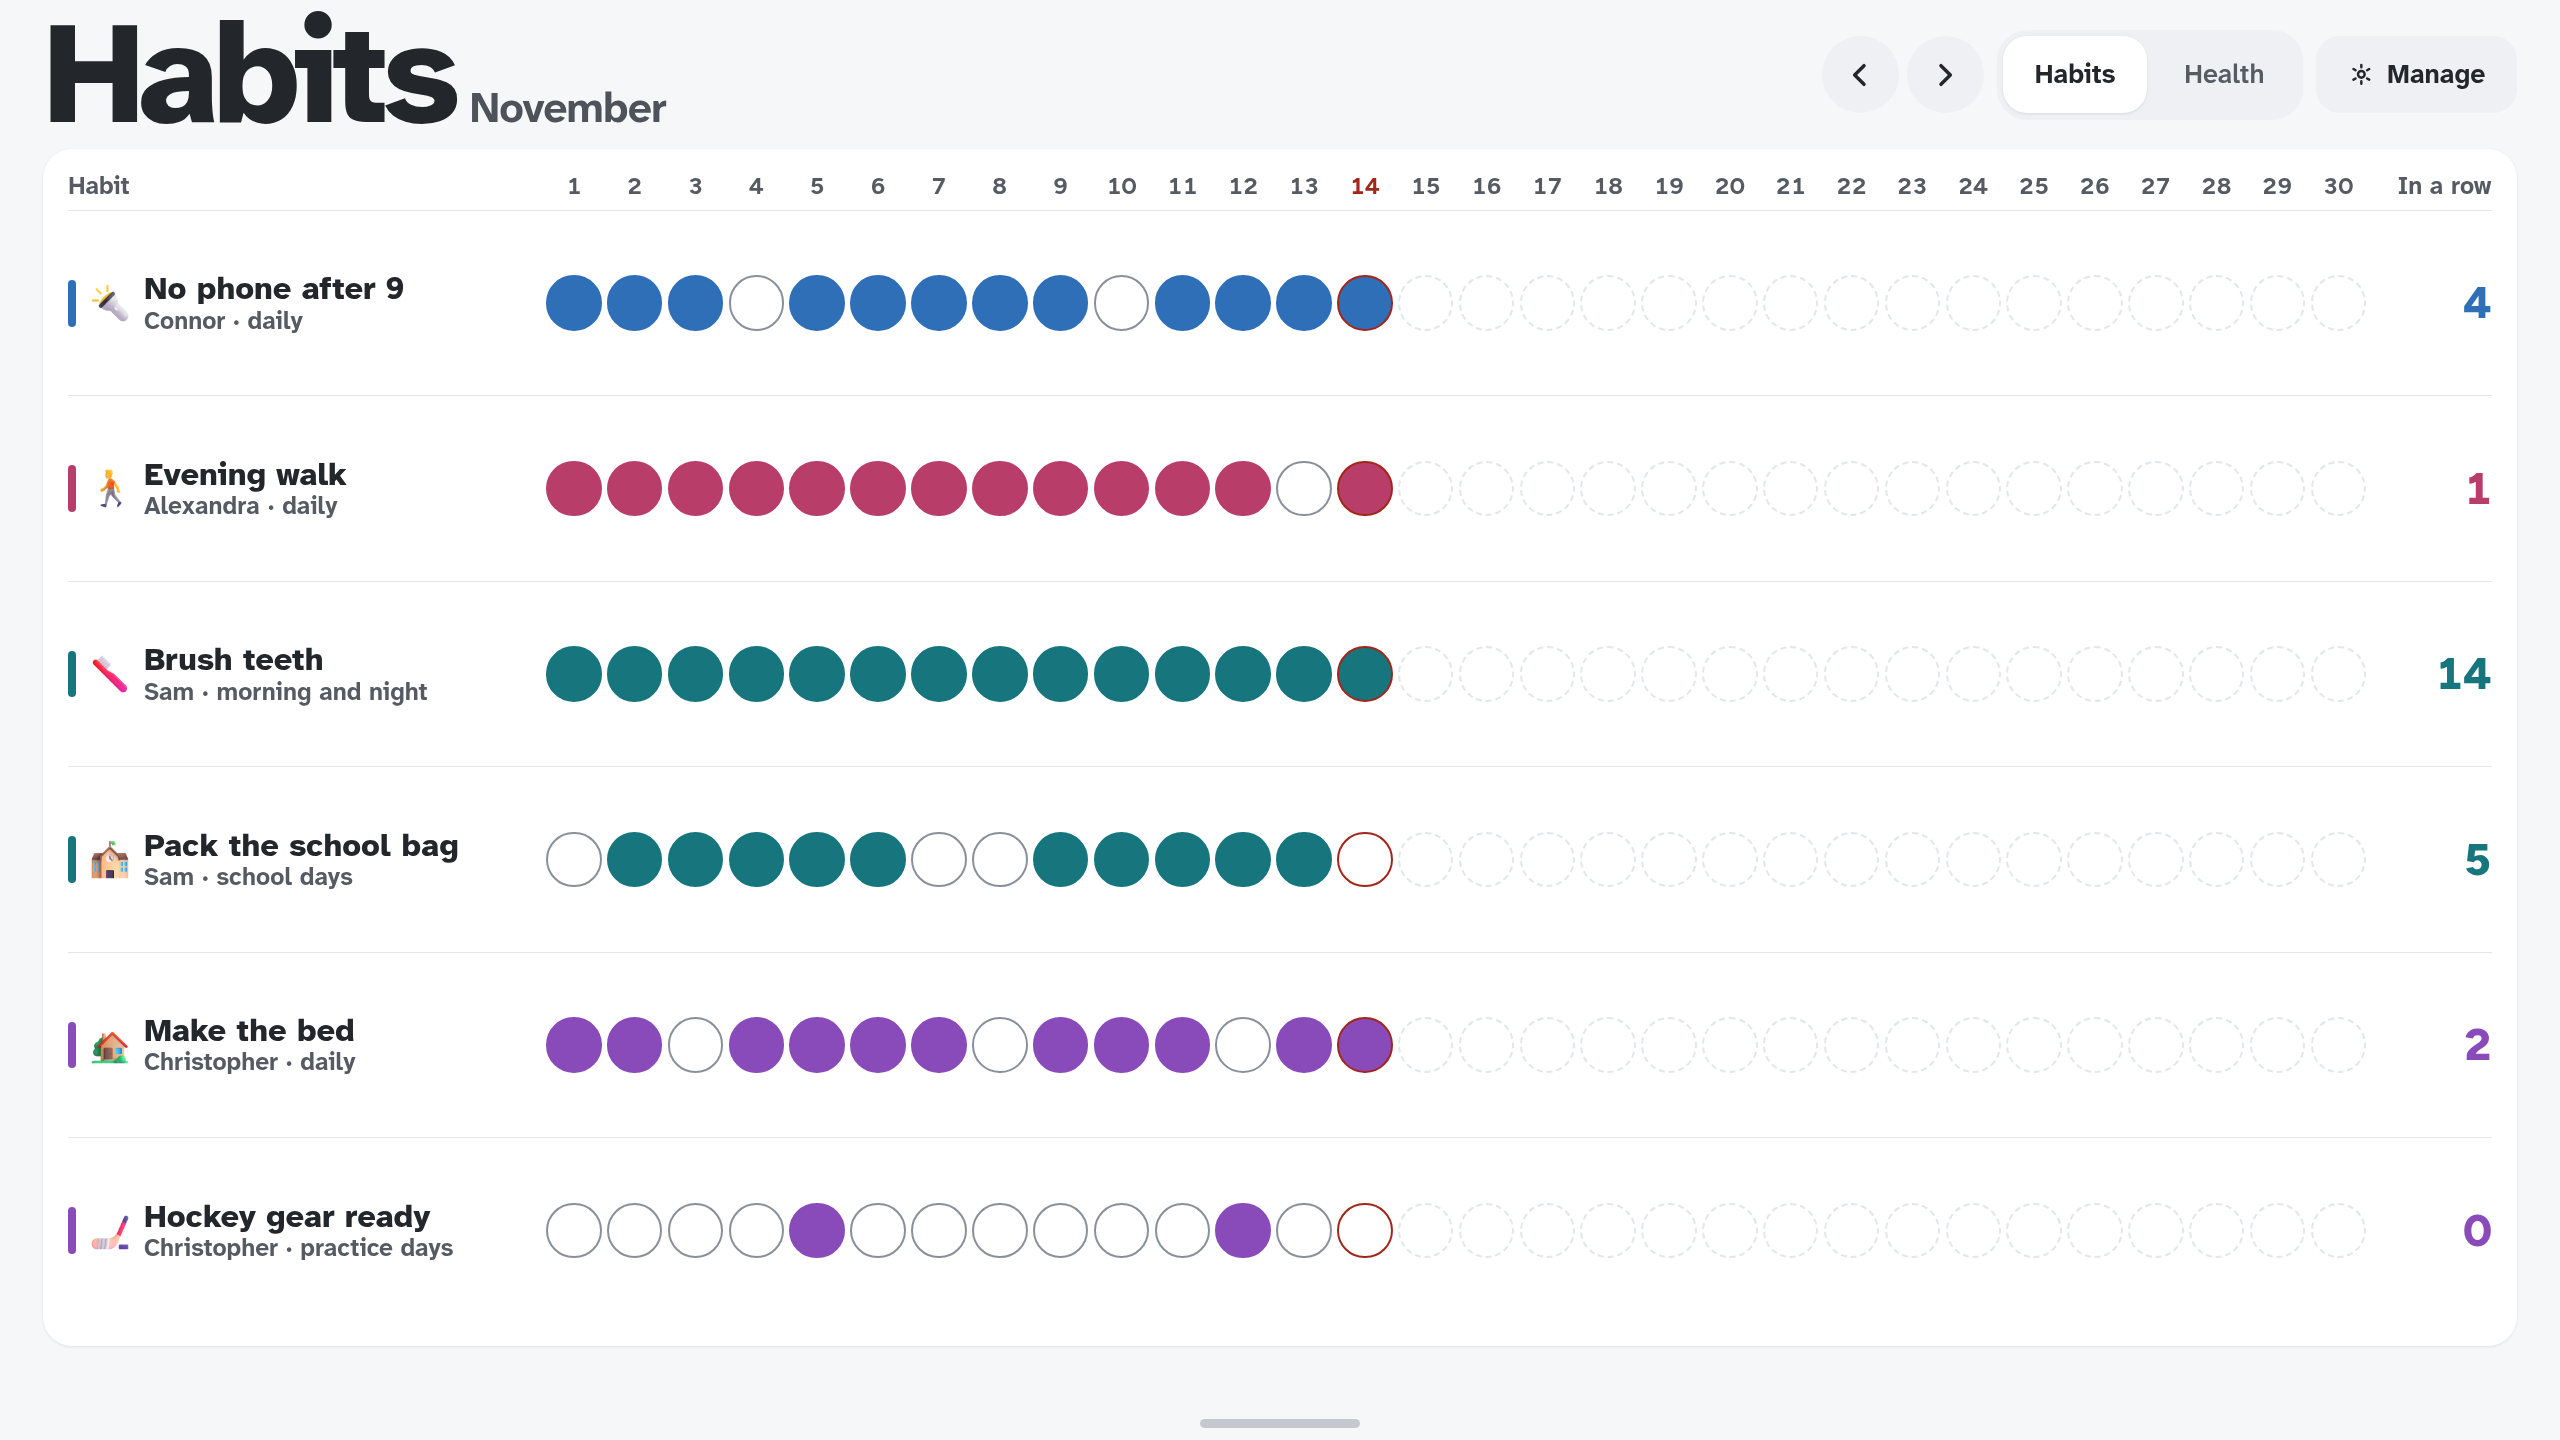 Habits November
Habits
Health
Manage
Habit 1 2 3 4 5 6 7 8 9 10 11 12 13 14 15 16 17 18 19 20 21 22 23 24 25 26 27 28 29 30 In a row
No phone after 9
Connor · daily
4
Evening walk
Alexandra · daily
1
Brush teeth
Sam · morning and night
14
Pack the school bag
Sam · school days
5
Make the bed
Christopher · daily
2
Hockey gear ready
Christopher · practice days
0